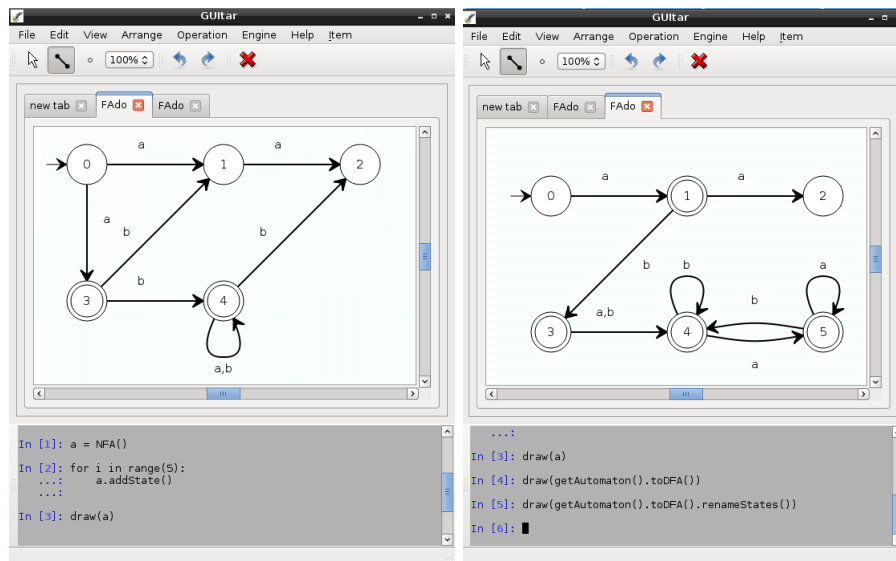 GUItar
File Edit View Arrange Operation Engine Help Item
100%
new tab FAdo FAdo
a a
0 1 2
a
b b
b
3 4
a,b
In [1]: a = NFA()
In [2]: for i in range(5):
...: a.addState()
...:
In [3]: draw(a)
GUItar
File Edit View Arrange Operation Engine Help Item
100%
new tab FAdo FAdo
a a
0 1 2
b b a
a,b b
3 4 5
a
...:
In [3]: draw(a)
In [4]: draw(getAutomaton().toDFA())
In [5]: draw(getAutomaton().toDFA().renameStates())
In [6]: